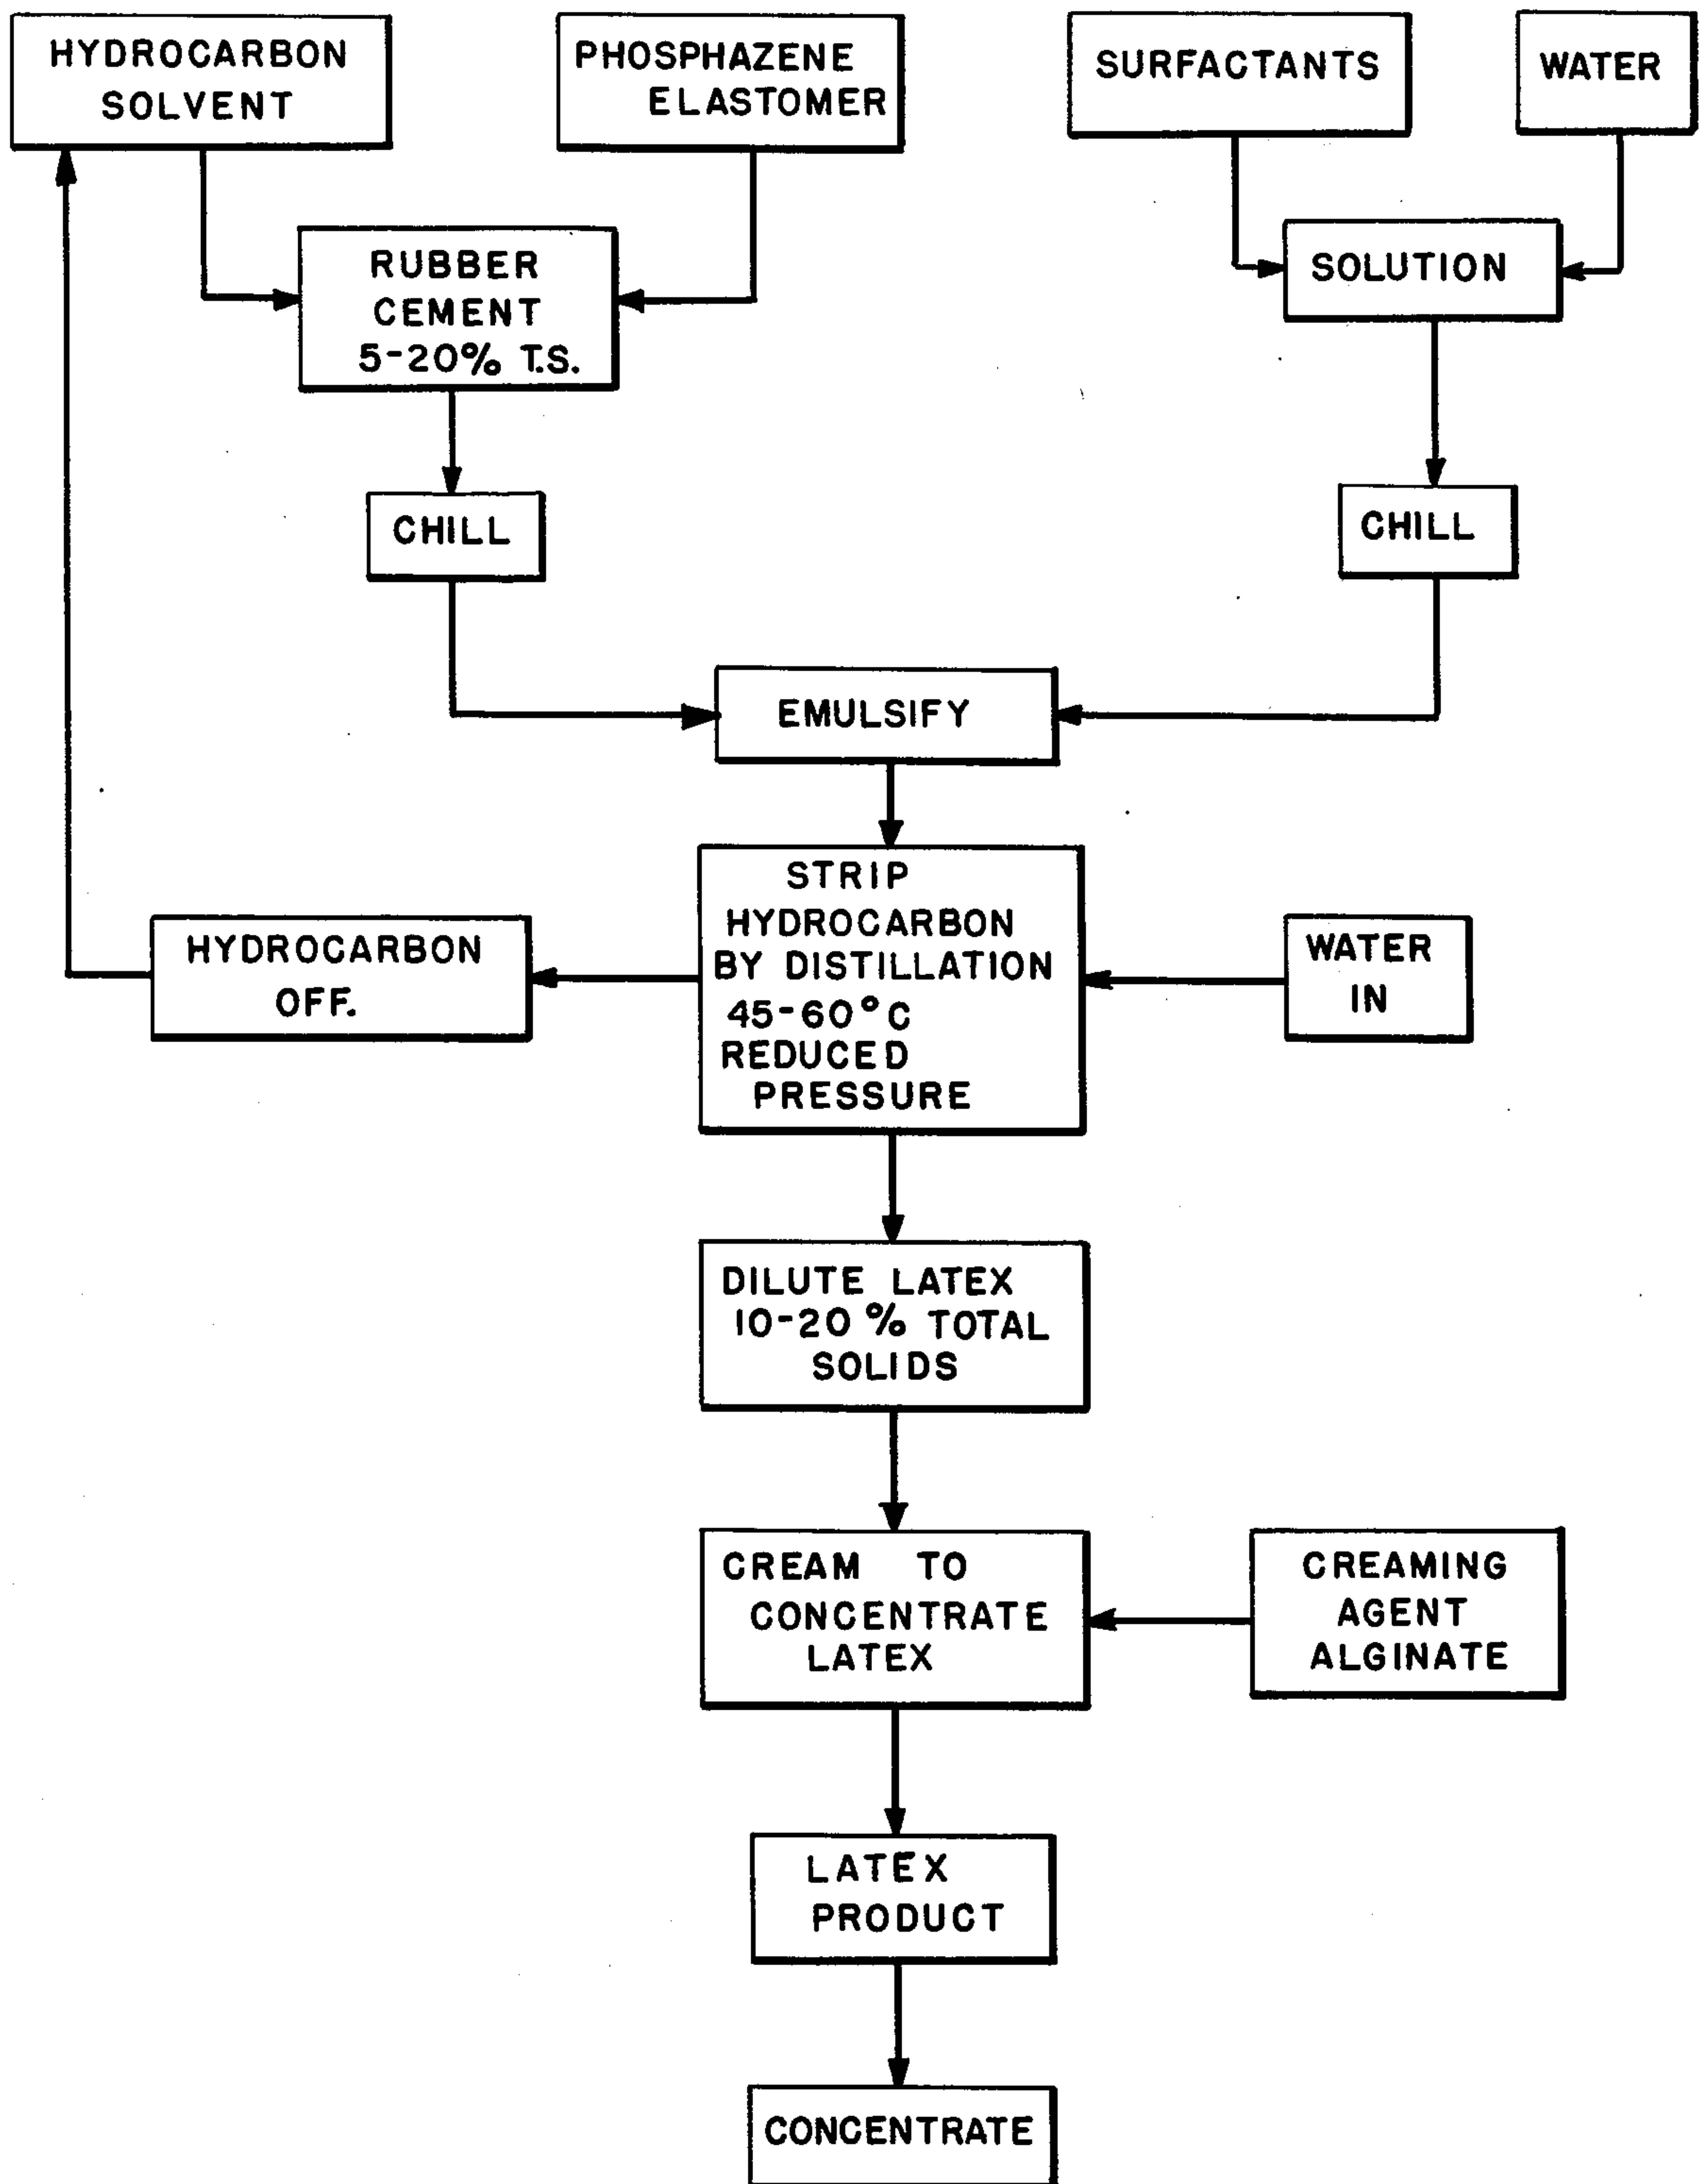 HYDROCARBON
SOLVENT
PHOSPHAZENE
ELASTOMER
SURFACTANTS
WATER
RUBBER
CEMENT
5-20% T.S.
SOLUTION
CHILL
CHILL
EMULSIFY
STRIP
HYDROCARBON
BY DISTILLATION
45-60°C
REDUCED
PRESSURE
HYDROCARBON
OFF.
WATER
IN
DILUTE LATEX
10-20% TOTAL
SOLIDS
CREAM TO
CONCENTRATE
LATEX
CREAMING
AGENT
ALGINATE
LATEX
PRODUCT
CONCENTRATE